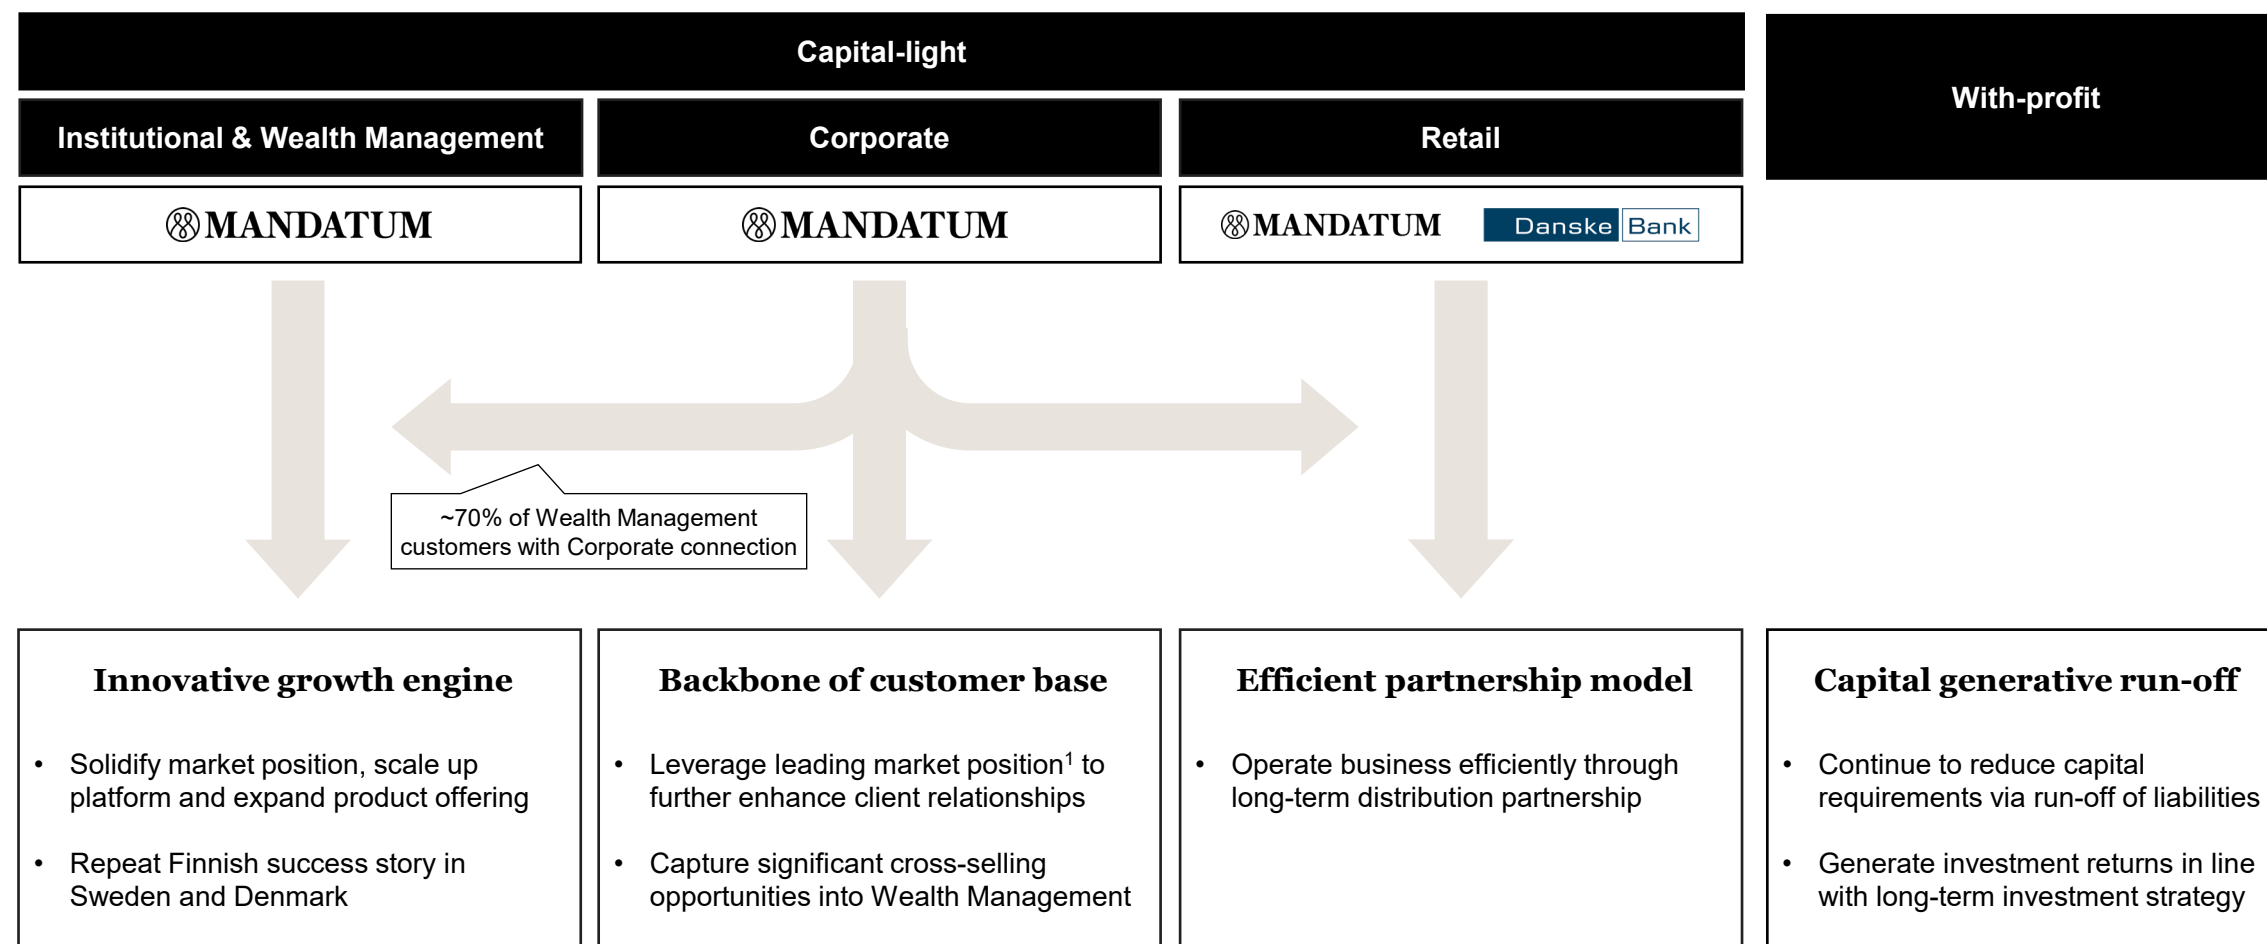 Capital-light
With-profit
Institutional & Wealth Management
Corporate
Retail
MANDATUM
MANDATUM
MANDATUM
Danske Bank
~70% of Wealth Management
customers with Corporate connection
Innovative growth engine
• Solidify market position, scale up
platform and expand product offering
• Repeat Finnish success story in
Sweden and Denmark
Backbone of customer base
• Leverage leading market position¹ to
further enhance client relationships
• Capture significant cross-selling
opportunities into Wealth Management
Efficient partnership model
• Operate business efficiently through
long-term distribution partnership
Capital generative run-off
• Continue to reduce capital
requirements via run-off of liabilities
• Generate investment returns in line
with long-term investment strategy